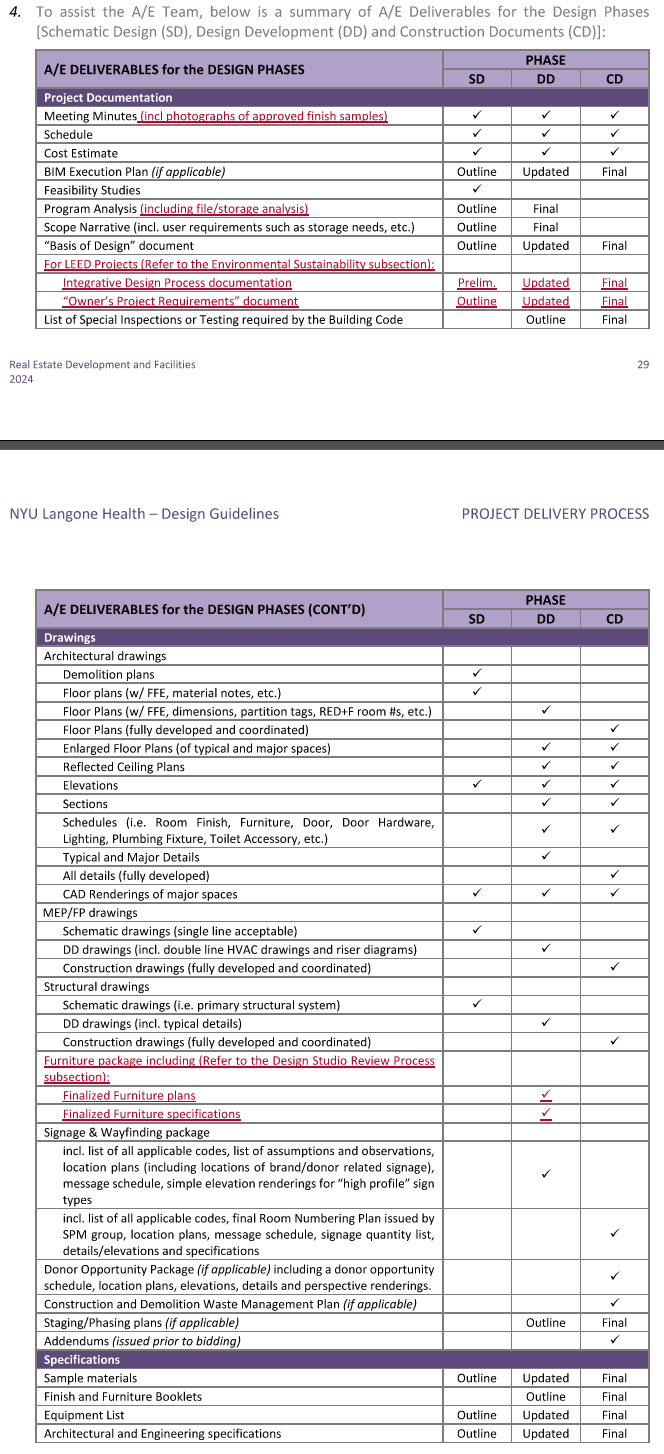 4. To assist the A/E Team, below is a summary of A/E Deliverables for the Design Phases
[Schematic Design (SD), Design Development (DD) and Construction Documents (CD)]:
A/E DELIVERABLES for the DESIGN PHASES PHASE
SD DD CD
Project Documentation
Meeting Minutes (incl photographs of approved finish samples) ✓ ✓ ✓
Schedule ✓ ✓ ✓
Cost Estimate ✓ ✓ ✓
BIM Execution Plan (if applicable) Outline Updated Final
Feasibility Studies ✓
Program Analysis (including file/storage analysis) Outline Final
Scope Narrative (incl. user requirements such as storage needs, etc.) Outline Final
“Basis of Design” document Outline Updated Final
For LEED Projects (Refer to the Environmental Sustainability subsection):
Integrative Design Process documentation Prelim. Updated Final
“Owner’s Project Requirements” document Outline Updated Final
List of Special Inspections or Testing required by the Building Code Outline Final
Real Estate Development and Facilities 29
2024
NYU Langone Health – Design Guidelines PROJECT DELIVERY PROCESS
A/E DELIVERABLES for the DESIGN PHASES (CONT’D) PHASE
SD DD CD
Drawings
Architectural drawings
Demolition plans ✓
Floor plans (w/ FFE, material notes, etc.) ✓
Floor Plans (w/ FFE, dimensions, partition tags, RED+F room #s, etc.) ✓
Floor Plans (fully developed and coordinated) ✓
Enlarged Floor Plans (of typical and major spaces) ✓ ✓
Reflected Ceiling Plans ✓ ✓
Elevations ✓ ✓ ✓
Sections ✓ ✓
Schedules (i.e. Room Finish, Furniture, Door, Door Hardware,
Lighting, Plumbing Fixture, Toilet Accessory, etc.) ✓ ✓
Typical and Major Details ✓
All details (fully developed) ✓
CAD Renderings of major spaces ✓ ✓ ✓
MEP/FP drawings
Schematic drawings (single line acceptable) ✓
DD drawings (incl. double line HVAC drawings and riser diagrams) ✓
Construction drawings (fully developed and coordinated) ✓
Structural drawings
Schematic drawings (i.e. primary structural system) ✓
DD drawings (incl. typical details) ✓
Construction drawings (fully developed and coordinated) ✓
Furniture package including (Refer to the Design Studio Review Process
subsection):
Finalized Furniture plans ✓
Finalized Furniture specifications ✓
Signage & Wayfinding package
incl. list of all applicable codes, list of assumptions and observations,
location plans (including locations of brand/donor related signage),
message schedule, simple elevation renderings for “high profile” sign
types ✓
incl. list of all applicable codes, final Room Numbering Plan issued by
SPM group, location plans, message schedule, signage quantity list,
details/elevations and specifications ✓
Donor Opportunity Package (if applicable) including a donor opportunity
schedule, location plans, elevations, details and perspective renderings. ✓
Construction and Demolition Waste Management Plan (if applicable) ✓
Staging/Phasing plans (if applicable) Outline Final
Addendums (issued prior to bidding) ✓
Specifications
Sample materials Outline Updated Final
Finish and Furniture Booklets Outline Final
Equipment List Outline Updated Final
Architectural and Engineering specifications Outline Updated Final